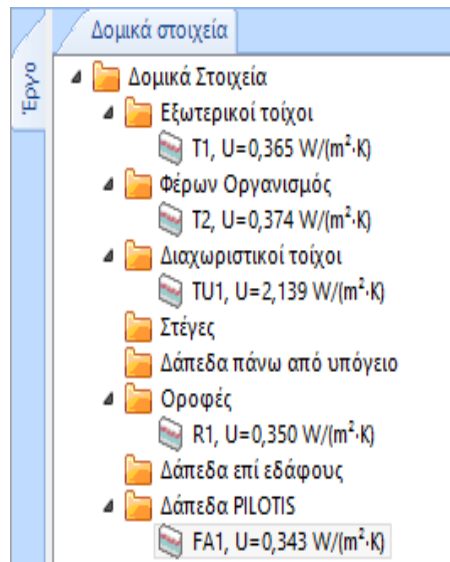 Δομικά στοιχεία
Έργο
Δομικά Στοιχεία
Εξωτερικοί τοίχοι
T1, U=0,365 W/(m²·K)
Φέρων Οργανισμός
T2, U=0,374 W/(m²·K)
Διαχωριστικοί τοίχοι
TU1, U=2,139 W/(m²·K)
Στέγες
Δάπεδα πάνω από υπόγειο
Οροφές
R1, U=0,350 W/(m²·K)
Δάπεδα επί εδάφους
Δάπεδα PILOTIS
FA1, U=0,343 W/(m²·K)